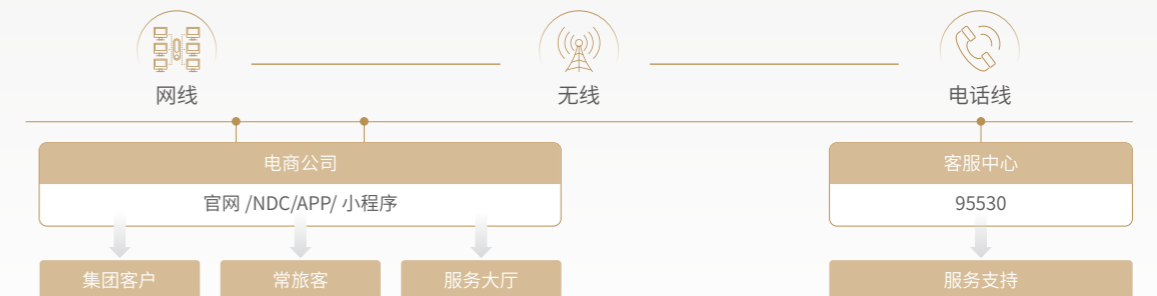 网线 无线 电话线
电商公司 客服中心
官网 /NDC/APP/ 小程序 95530
集团客户 常旅客 服务大厅 服务支持